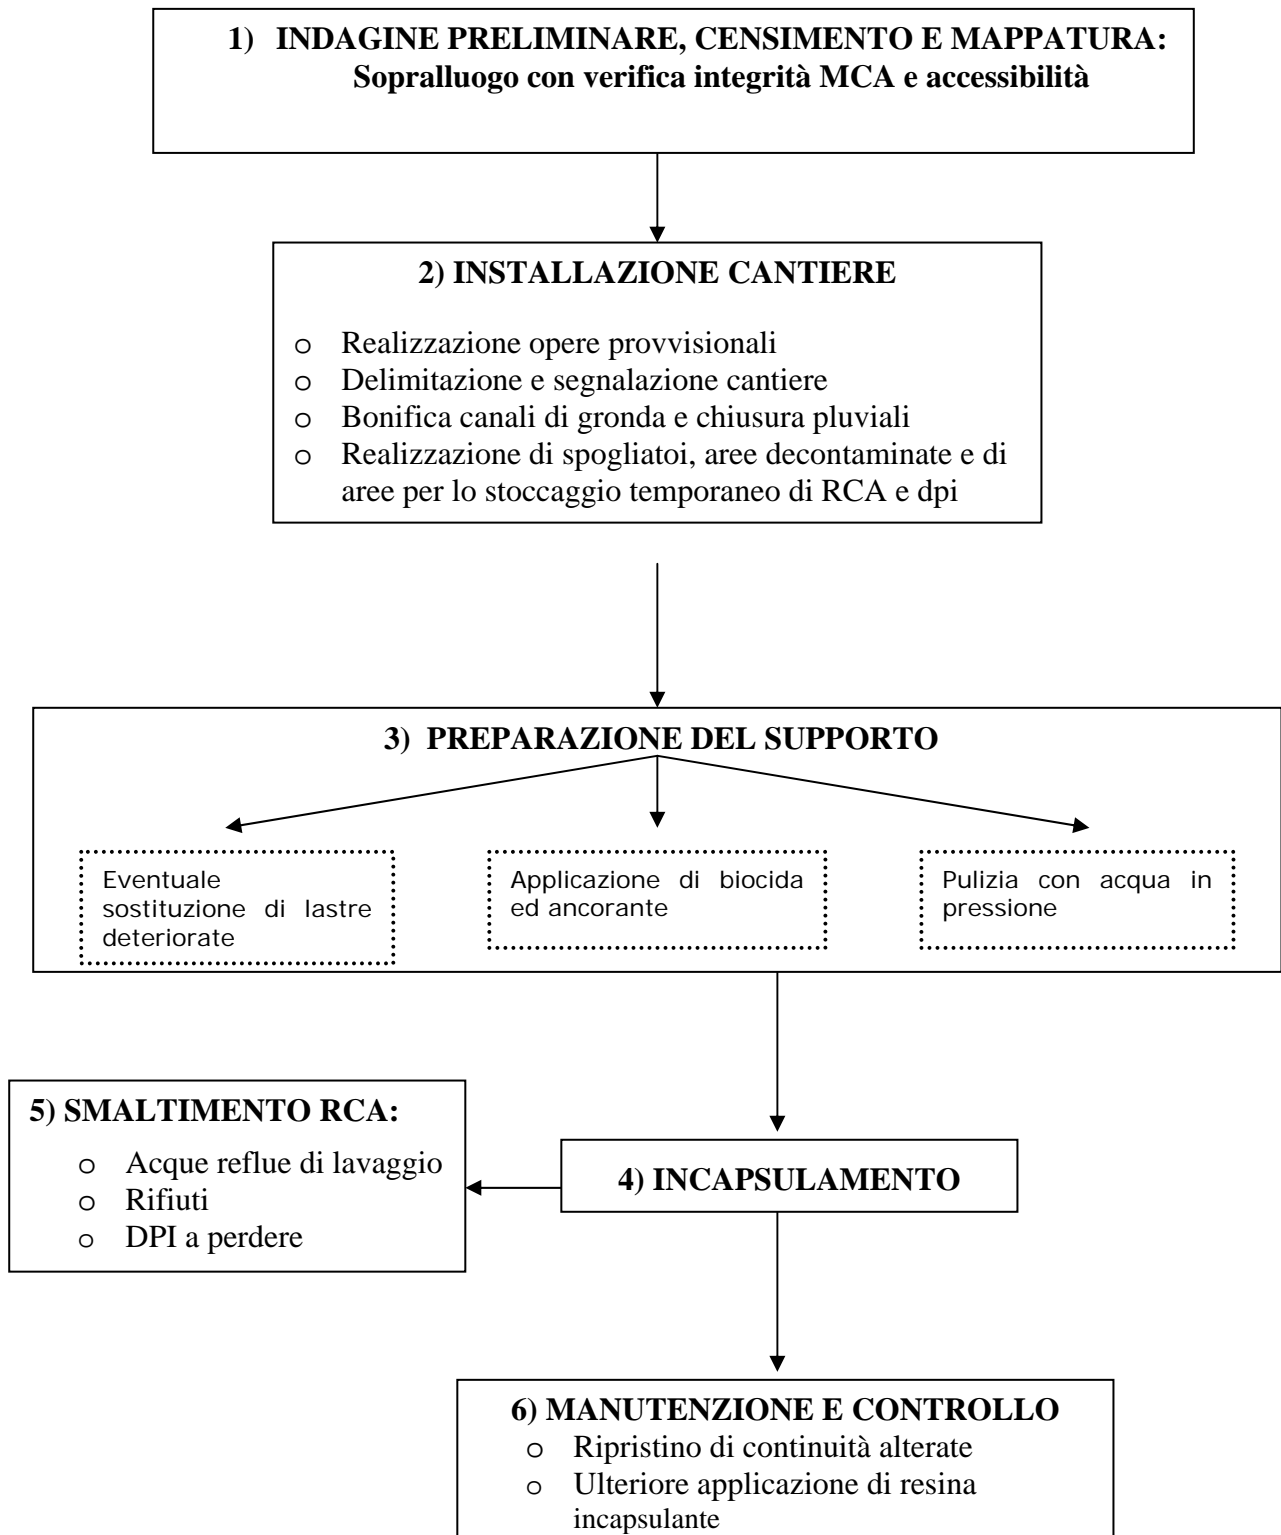 1) INDAGINE PRELIMINARE, CENSIMENTO E MAPPATURA:
Sopralluogo con verifica integrità MCA e accessibilità
2) INSTALLAZIONE CANTIERE
o Realizzazione opere provvisionali
o Delimitazione e segnalazione cantiere
o Bonifica canali di gronda e chiusura pluviali
o Realizzazione di spogliatoi, aree decontaminate e di
aree per lo stoccaggio temporaneo di RCA e dpi
3) PREPARAZIONE DEL SUPPORTO
Eventuale
sostituzione di lastre
deteriorate
Applicazione di biocida
ed ancorante
Pulizia con acqua in
pressione
5) SMALTIMENTO RCA:
o Acque reflue di lavaggio
o Rifiuti
o DPI a perdere
4) INCAPSULAMENTO
6) MANUTENZIONE E CONTROLLO
o Ripristino di continuità alterate
o Ulteriore applicazione di resina
incapsulante